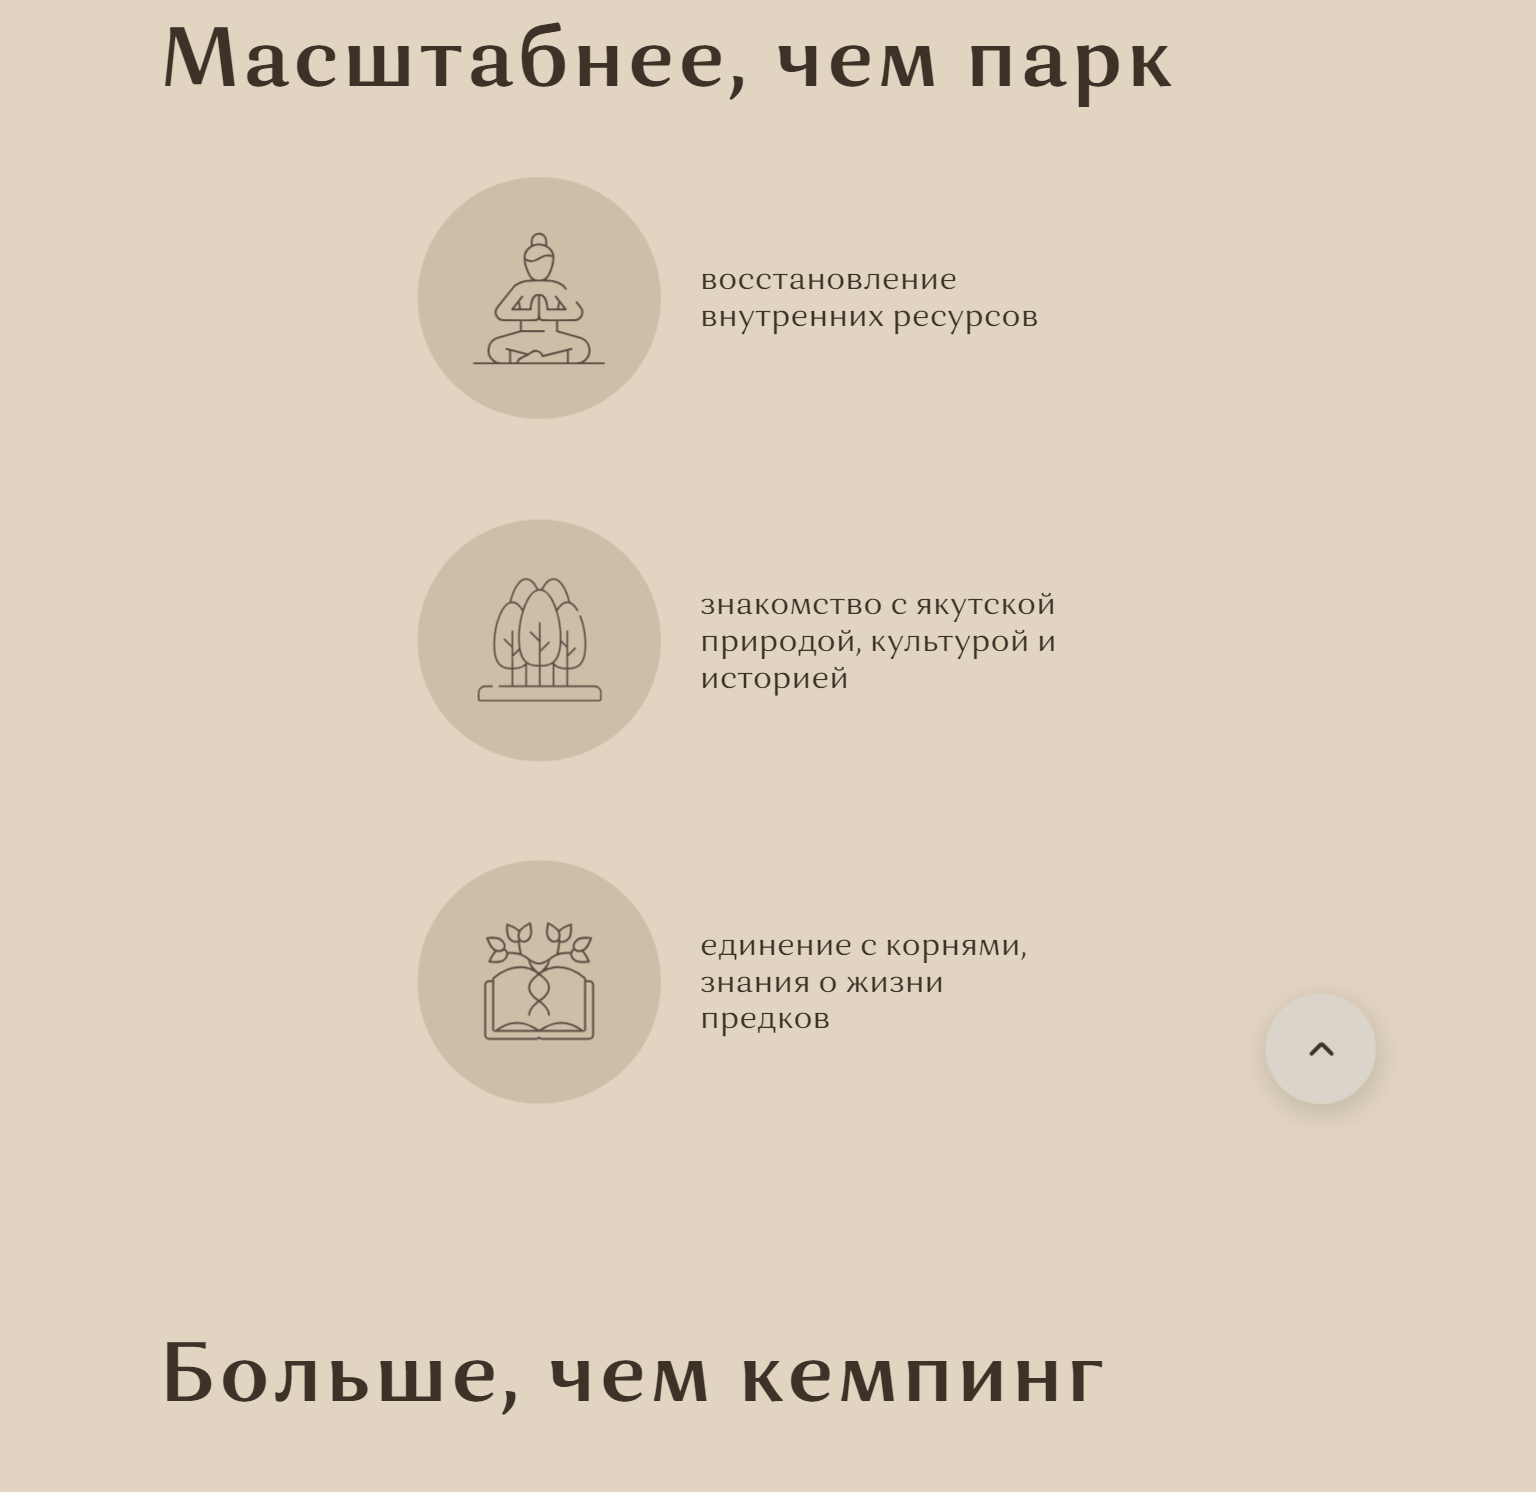 Масштабнее, чем парк
восстановление
внутренних ресурсов
знакомство с якутской
природой, культурой и
историей
единение с корнями,
знания о жизни
предков
Больше, чем кемпинг